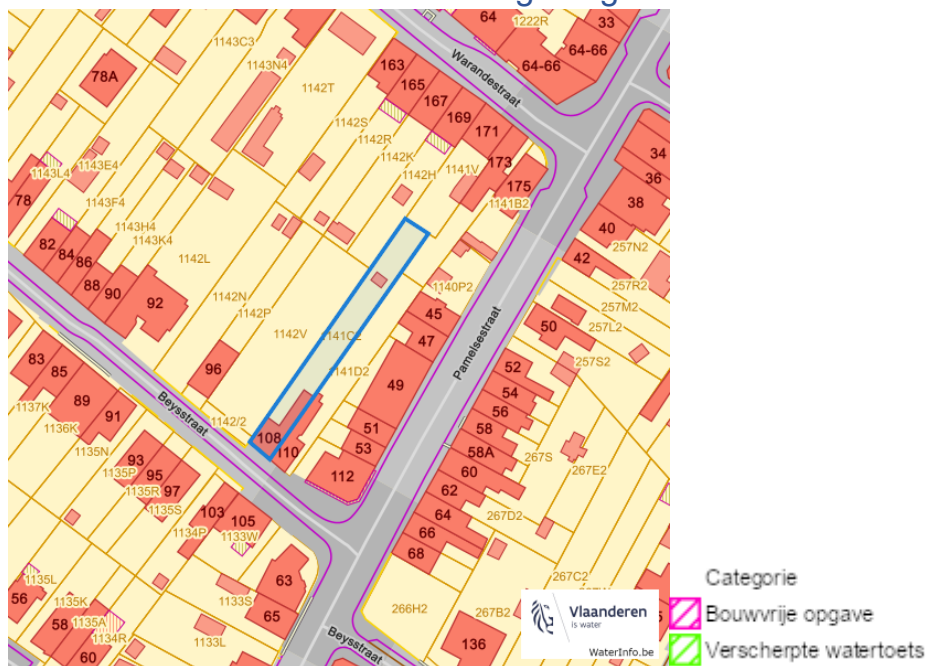 64
1222R
33
64-66
64-66
1143C3
1143N4
Warandestraat
78A
1142T
163
165
167
169
171
173
175
1142S
1142R
1142K
1142H
1141V
1141B2
34
36
38
40
42
257N2
257R2
257M2
257L2
257S2
1143L4
1143E4
78
1143F4
1143H4
1143K4
1142L
82
84
86
88
90
92
1142N
1142P
1142V
1141C2
1141D2
1140P2
45
47
49
50
Pamelsestraat
52
54
56
58
58A
60
62
64
66
68
96
Beysstraat
1142/2
108
110
51
53
112
83
85
89
91
1137K
1136K
1135N
93
95
97
1135P
1135R
1135S
103
105
1134P
1133W
267S
267E2
267D2
267C2
267B2
266H2
63
65
1133S
1133L
1135L
56
1135K
58
1135A
1134R
60
Beysstraat
136
Vlaanderen
is water
WaterInfo.be
Categorie
Bouwvrije opgave
Verscherpte watertoets